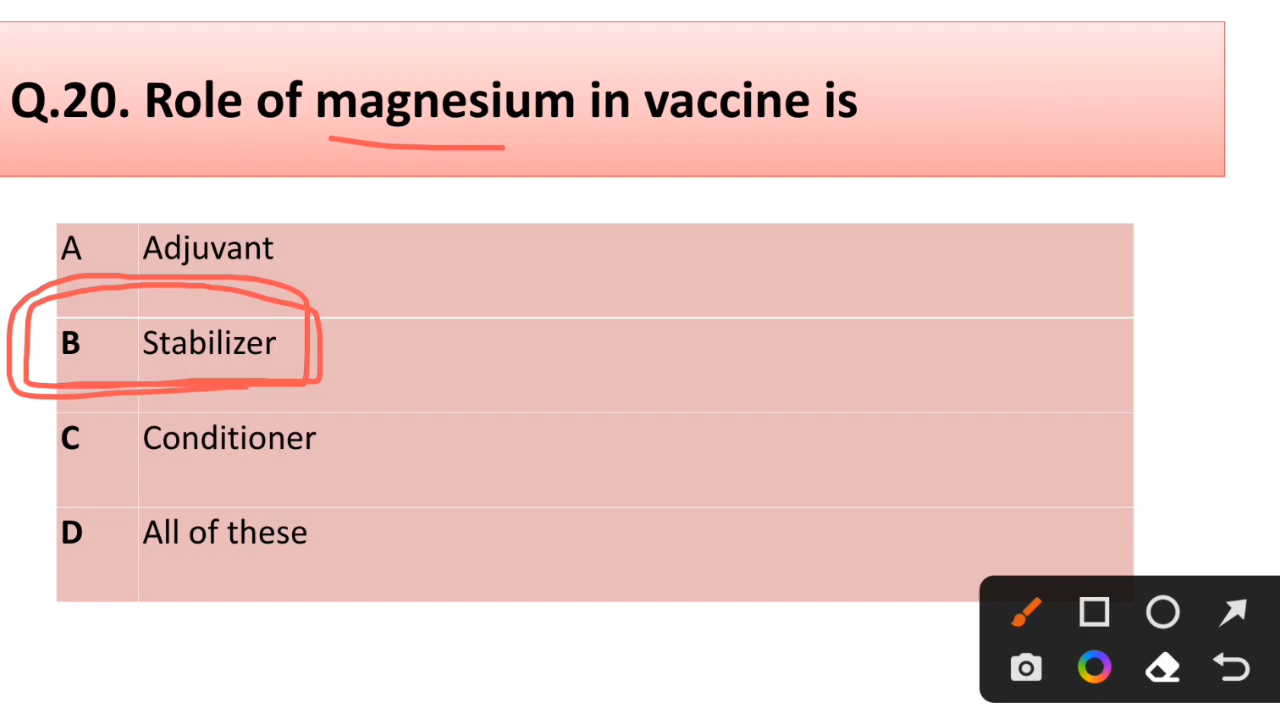 Q.20. Role of magnesium in vaccine is
A Adjuvant
B Stabilizer
C Conditioner
D All of these